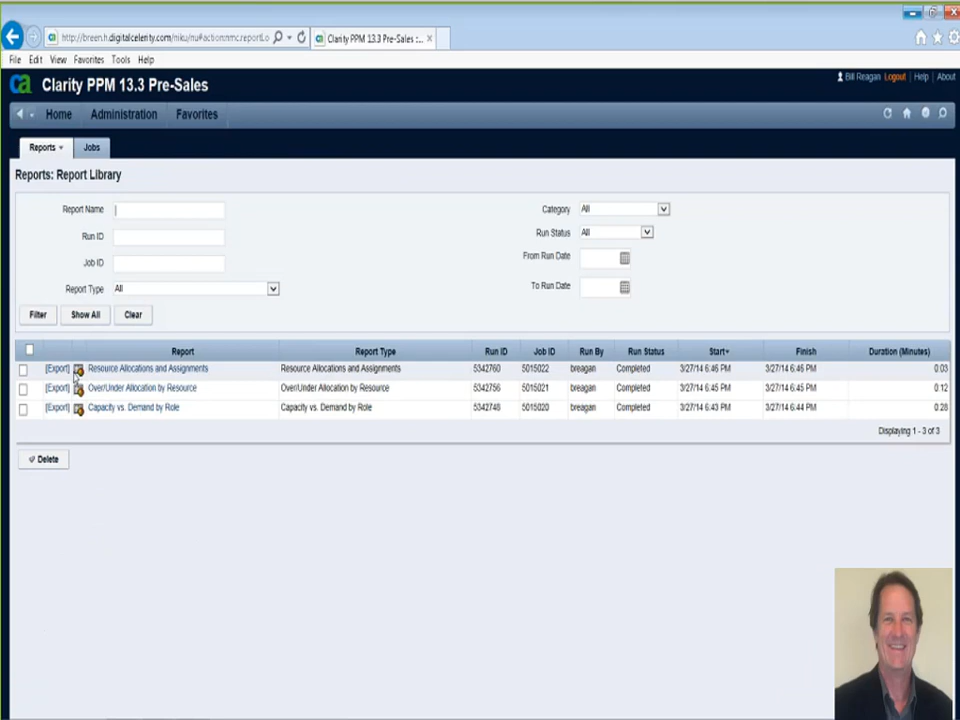 http://breen.h.digitalcelerity.com/niku/nu#action:nmc.reportLo
Clarity PPM 13.3 Pre-Sales :...
File Edit View Favorites Tools Help
ca Clarity PPM 13.3 Pre-Sales
Bill Reagan Logout | Help | About
Home Administration Favorites
Reports Jobs
Reports: Report Library
Report Name Category All
Run ID Run Status All
Job ID From Run Date
Report Type All To Run Date
Filter Show All Clear
Report Report Type Run ID Job ID Run By Run Status Start Finish Duration (Minutes)
[Export] Resource Allocations and Assignments Resource Allocations and Assignments 5342760 5015022 breagan Completed 3/27/14 6:45 PM 3/27/14 6:46 PM 0:03
[Export] Over/Under Allocation by Resource Over/Under Allocation by Resource 5342756 5015021 breagan Completed 3/27/14 6:45 PM 3/27/14 6:45 PM 0:12
[Export] Capacity vs. Demand by Role Capacity vs. Demand by Role 5342748 5015020 breagan Completed 3/27/14 6:43 PM 3/27/14 6:44 PM 0:28
Displaying 1 - 3 of 3
Delete